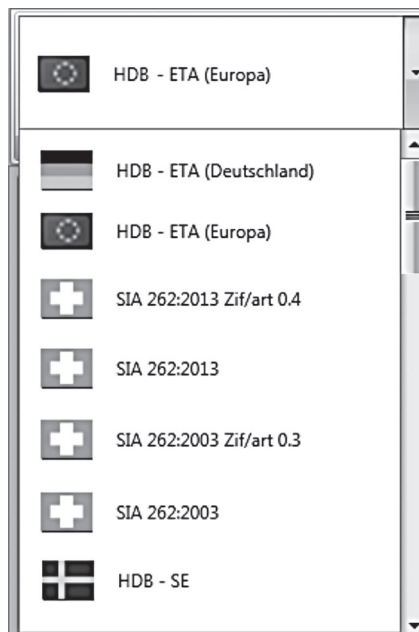 HDB - ETA (Europa)
HDB - ETA (Deutschland)
HDB - ETA (Europa)
SIA 262:2013 Zif/art 0.4
SIA 262:2013
SIA 262:2003 Zif/art 0.3
SIA 262:2003
HDB - SE